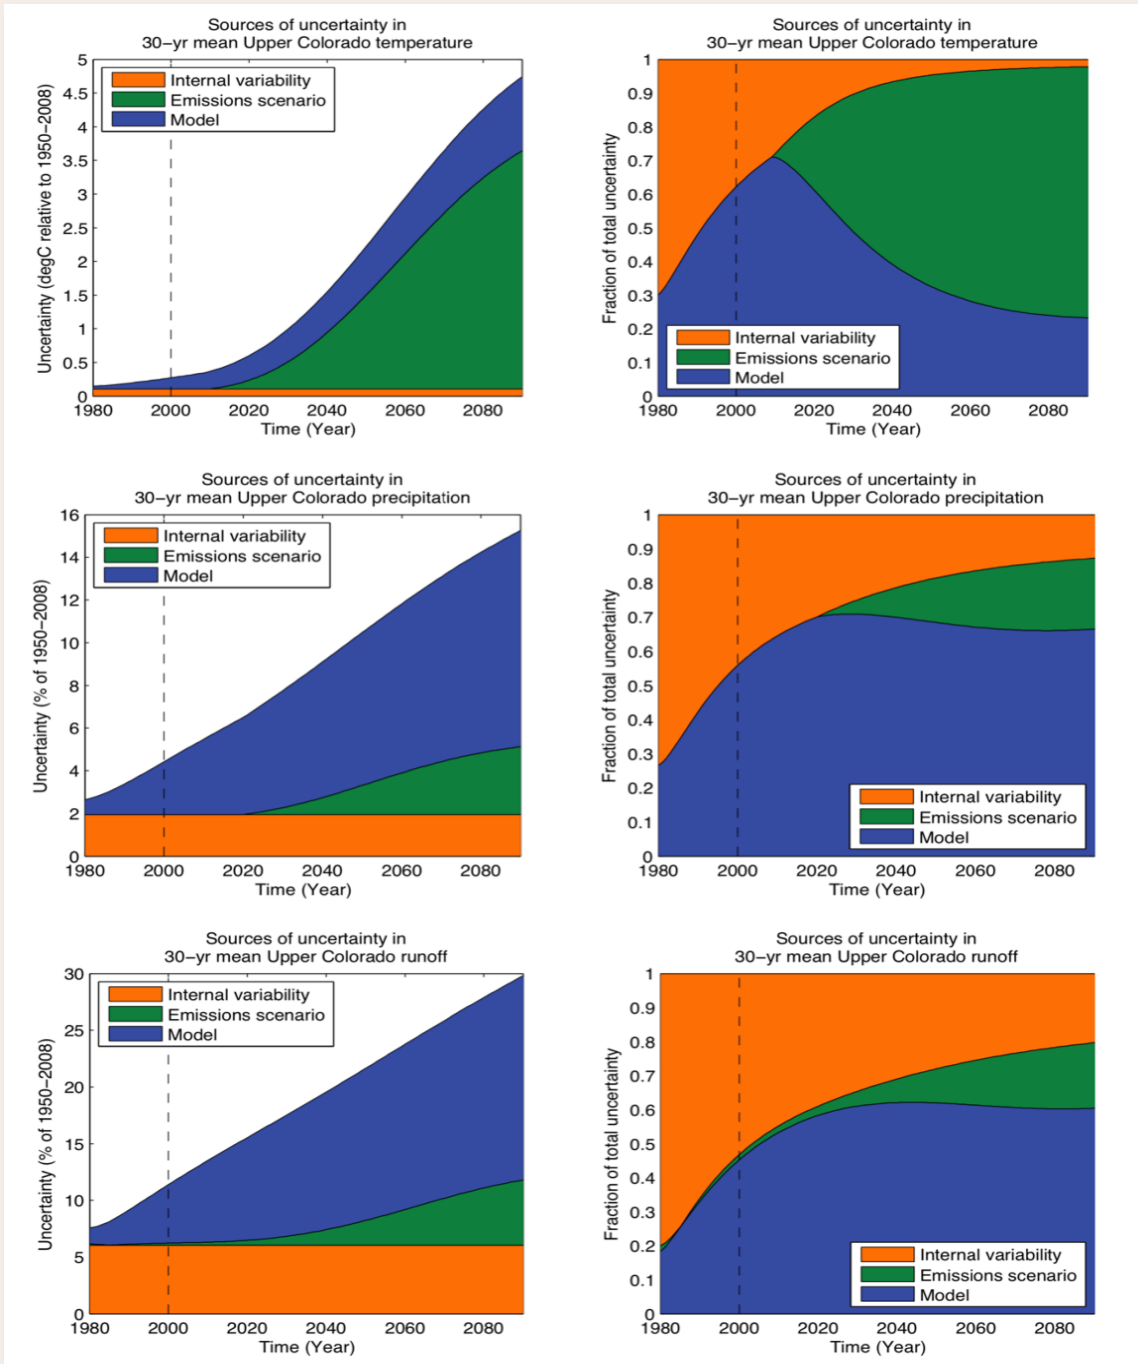 Sources of uncertainty in
30-yr mean Upper Colorado temperature
5
4.5
4
3.5
3
2.5
2
1.5
1
0.5
0
Uncertainty (degC relative to 1950-2008)
Internal variability
Emissions scenario
Model
1980 2000 2020 2040 2060 2080
Time (Year)
Sources of uncertainty in
30-yr mean Upper Colorado temperature
1
0.9
0.8
0.7
0.6
0.5
0.4
0.3
0.2
0.1
0
Fraction of total uncertainty
Internal variability
Emissions scenario
Model
1980 2000 2020 2040 2060 2080
Time (Year)
Sources of uncertainty in
30-yr mean Upper Colorado precipitation
16
14
12
10
8
6
4
2
0
Uncertainty (% of 1950-2008)
Internal variability
Emissions scenario
Model
1980 2000 2020 2040 2060 2080
Time (Year)
Sources of uncertainty in
30-yr mean Upper Colorado precipitation
1
0.9
0.8
0.7
0.6
0.5
0.4
0.3
0.2
0.1
0
Fraction of total uncertainty
Internal variability
Emissions scenario
Model
1980 2000 2020 2040 2060 2080
Time (Year)
Sources of uncertainty in
30-yr mean Upper Colorado runoff
30
25
20
15
10
5
0
Uncertainty (% of 1950-2008)
Internal variability
Emissions scenario
Model
1980 2000 2020 2040 2060 2080
Time (Year)
Sources of uncertainty in
30-yr mean Upper Colorado runoff
1
0.9
0.8
0.7
0.6
0.5
0.4
0.3
0.2
0.1
0
Fraction of total uncertainty
Internal variability
Emissions scenario
Model
1980 2000 2020 2040 2060 2080
Time (Year)